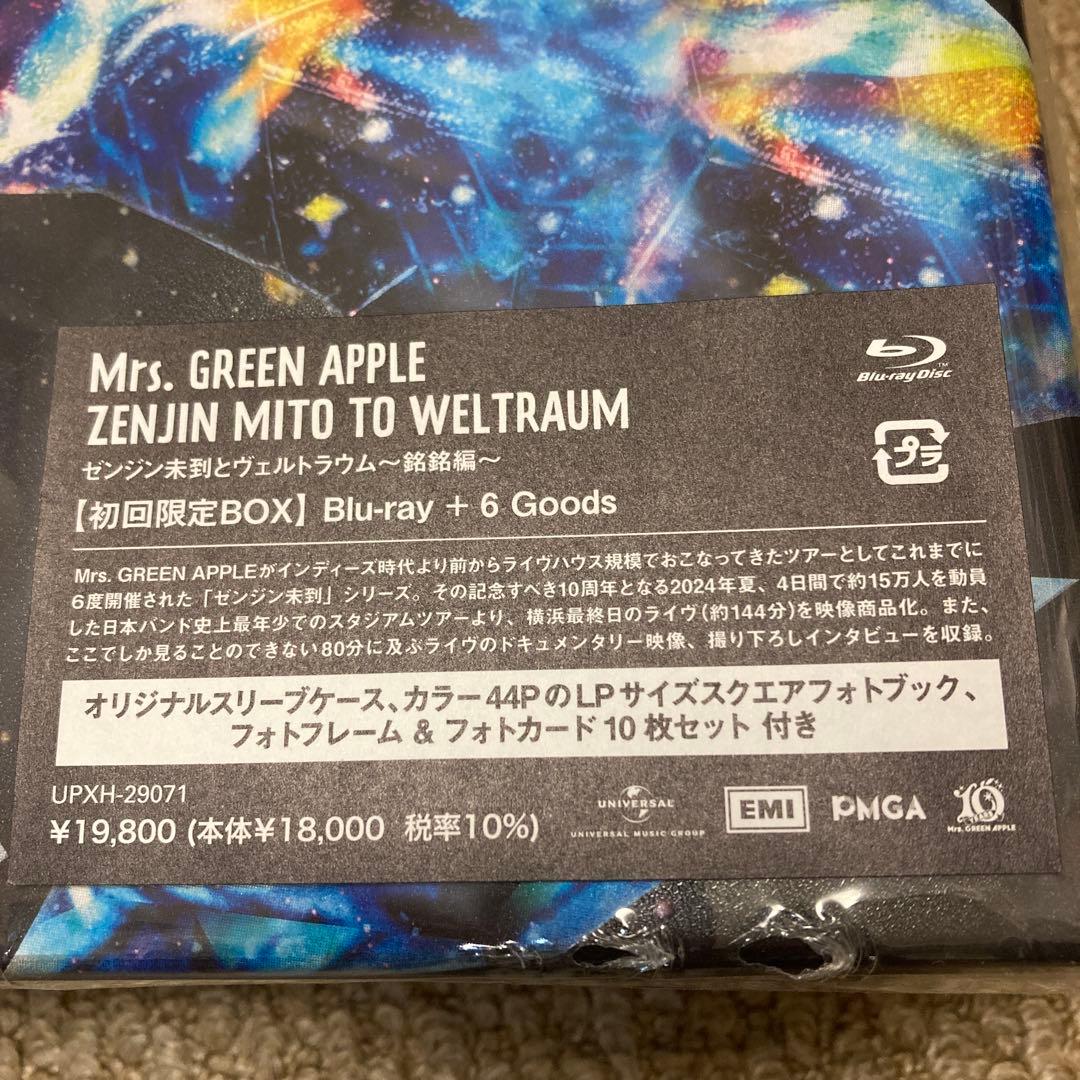 Mrs. GREEN APPLE
ZENJIN MITO TO WELTRAUM
ゼンジン未到とヴェルトラウム〜銘銘編〜
【初回限定BOX】 Blu-ray + 6 Goods
Blu-ray Disc
TM
プラ
Mrs. GREEN APPLEがインディーズ時代より前からライヴハウス規模でおこなってきたツアーとしてこれまでに
6度開催された「ゼンジン未到」シリーズ。その記念すべき10周年となる2024年夏、4日間で約15万人を動員
した日本バンド史上最年少でのスタジアムツアーより、横浜最終日のライヴ(約144分)を映像商品化。また、
ここでしか見ることのできない80分に及ぶライヴのドキュメンタリー映像、撮り下ろしインタビューを収録。
オリジナルスリーブケース、カラー44PのLPサイズスクエアフォトブック、
フォトフレーム & フォトカード10枚セット 付き
UPXH-29071
¥19,800 (本体¥18,000 税率10%)
UNIVERSAL
UNIVERSAL MUSIC GROUP
EMI
PMGA
10
Mrs. GREEN APPLE